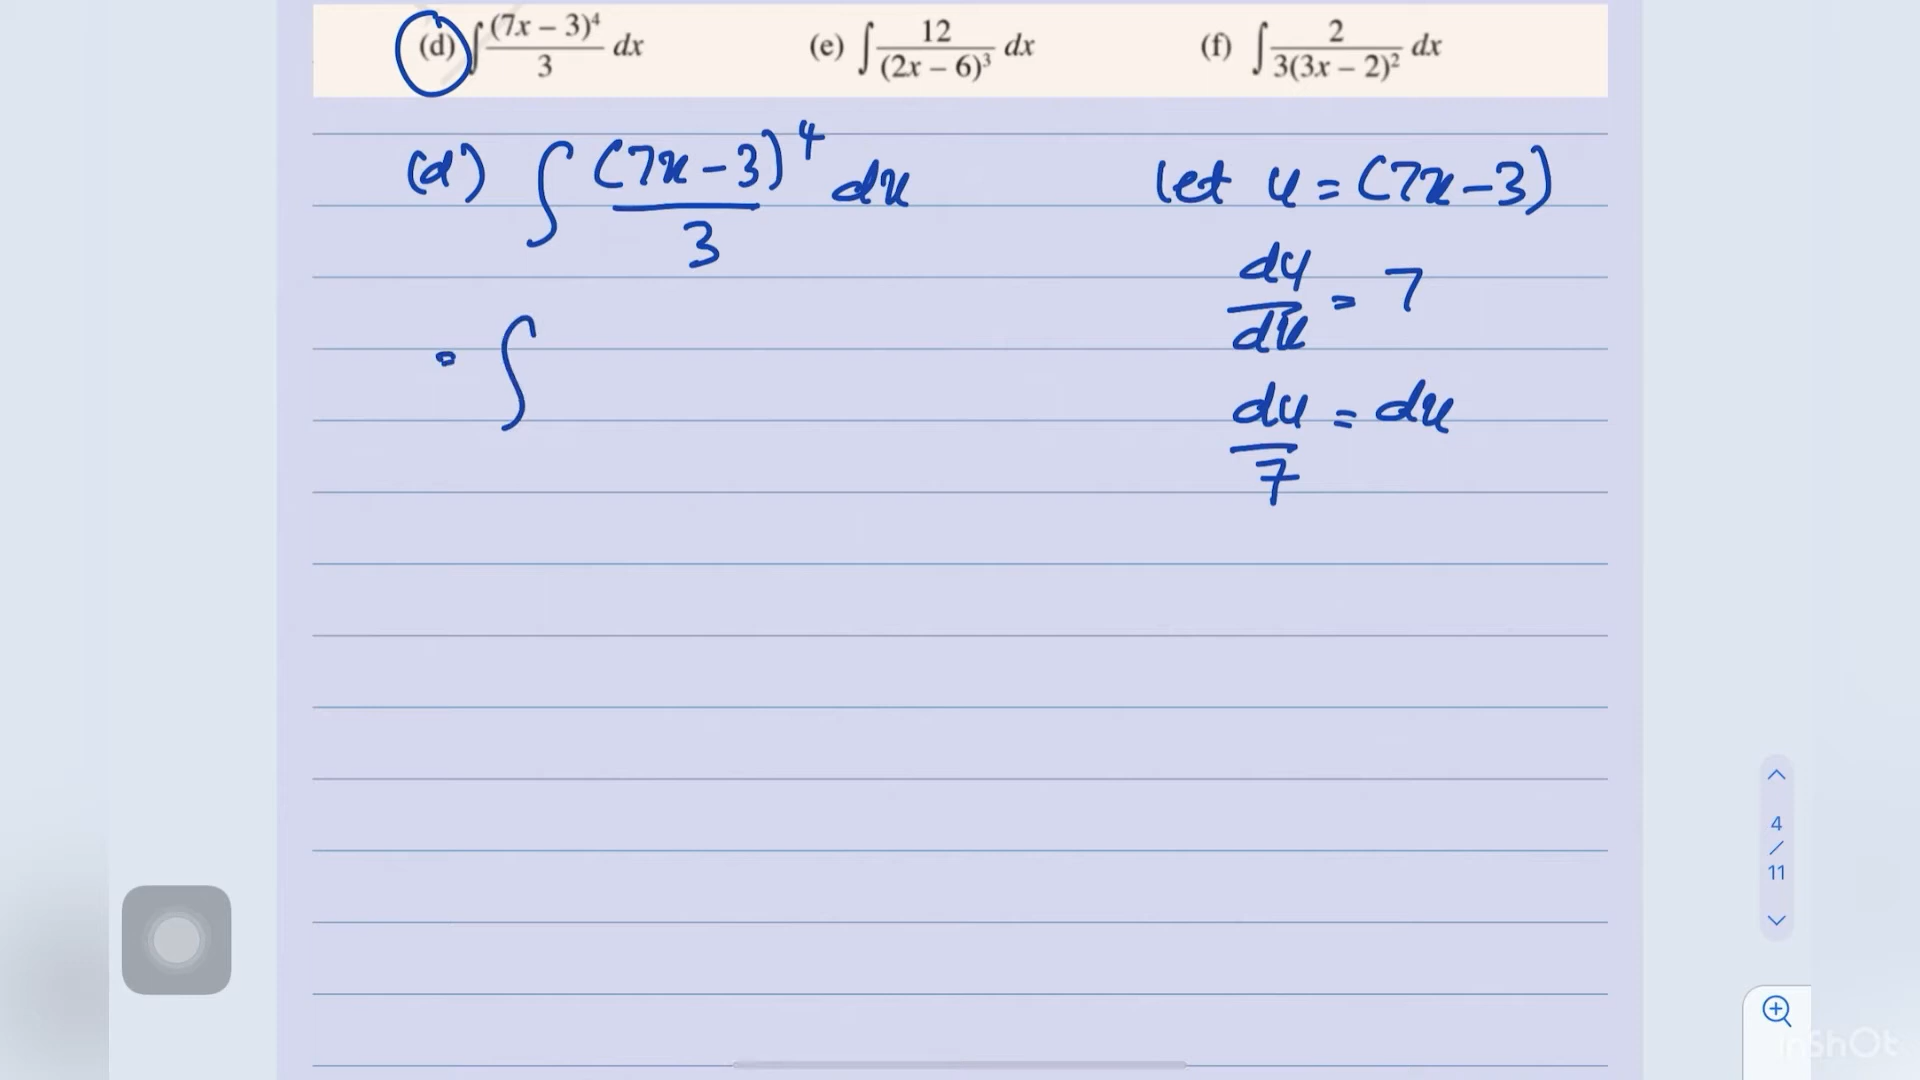 (d) ∫ (7x – 3)⁴ / 3 dx (e) ∫ 12 / (2x – 6)³ dx (f) ∫ 2 / 3(3x – 2)² dx
(d) ∫ (7x – 3)⁴ / 3 dx let u = (7x – 3)
du / dx = 7
= ∫
du / 7 = dx
4
/
11
InShOt